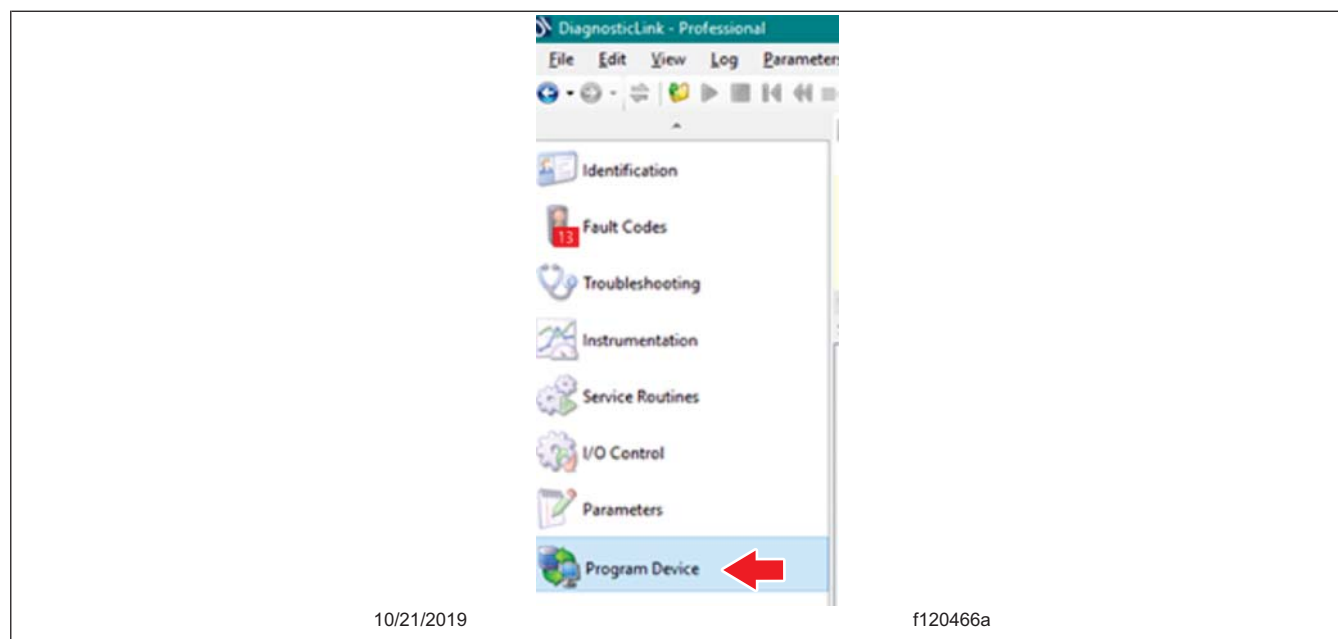 DiagnosticLink - Professional
File Edit View Log Parameter
Identification
13
Fault Codes
Troubleshooting
Instrumentation
Service Routines
I/O Control
Parameters
Program Device
10/21/2019 f120466a